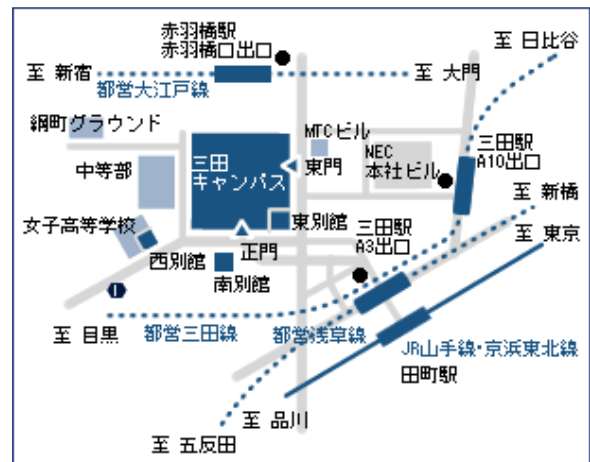 赤羽橋駅
赤羽橋口出口
至 日比谷
至 新宿
至 大門
都営大江戸線
綱町グラウンド
MTCビル
三田駅
A10出口
中等部
三田
キャンパス
東門
NEC
本社ビル
至 新橋
女子高等学校
東別館
三田駅
A3出口
至 東京
西別館
正門
南別館
至 目黒
都営三田線
都営浅草線
JR山手線・京浜東北線
田町駅
至 品川
至 五反田